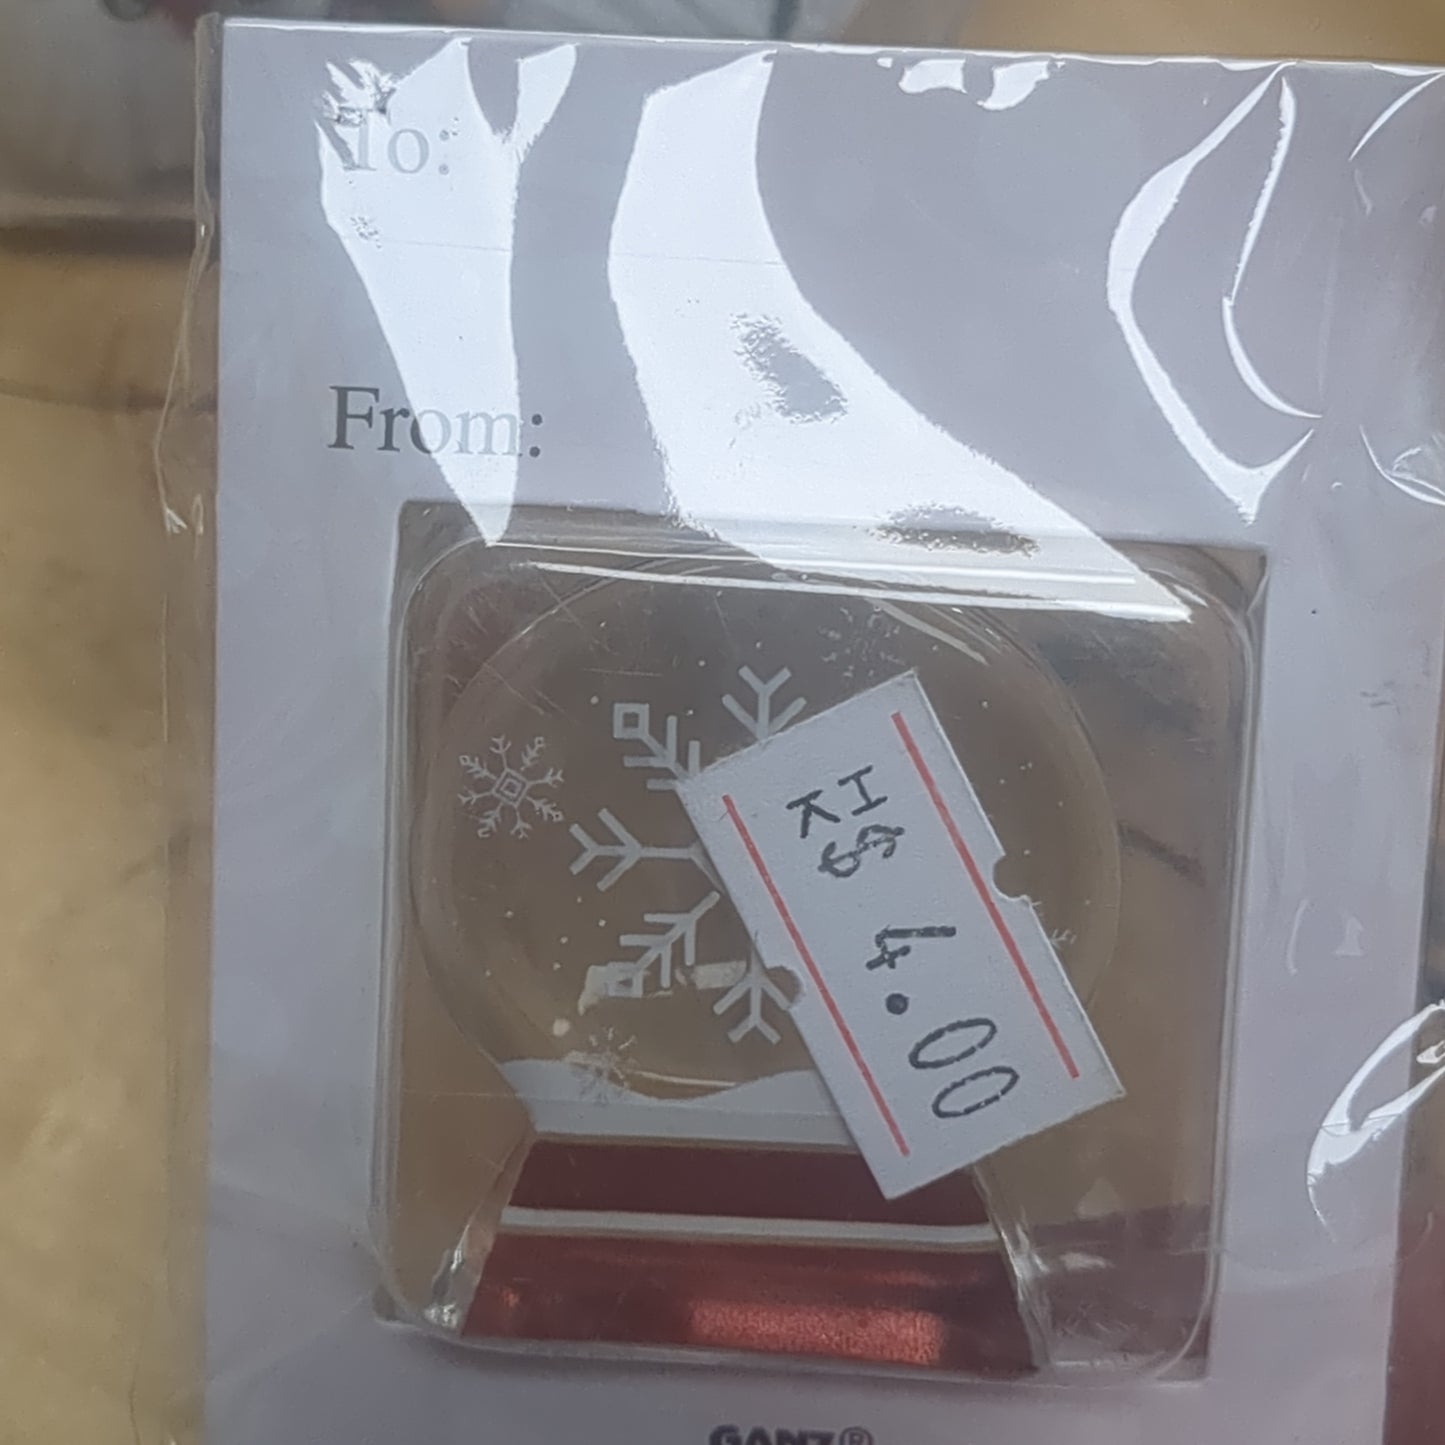 To:
From:
KI
$ 4.00
GANZ®